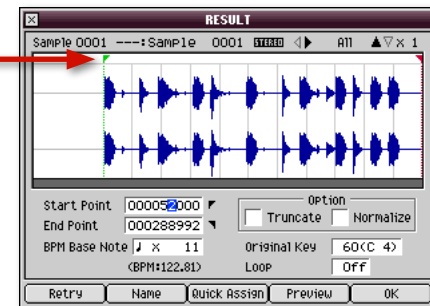 RESULT
Sample 0001 ---:Sample 0001 STEREO All x 1
Start Point 000052000
End Point 000288992
BPM Base Note ♩ x 11
(BPM:122.81)
Option
Truncate Normalize
Original Key 60(C 4)
Loop Off
Retry Name Quick Assign Preview OK